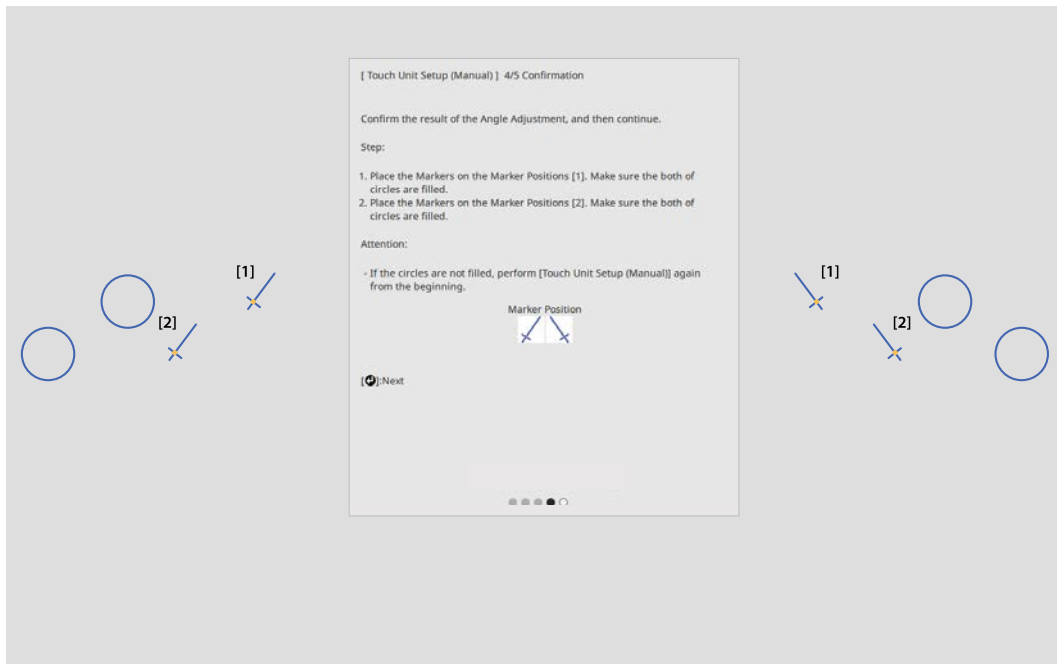 [ Touch Unit Setup (Manual) ]  4/5 Confirmation
Confirm the result of the Angle Adjustment, and then continue.
Step:
1. Place the Markers on the Marker Positions [1]. Make sure the both of
circles are filled.
2. Place the Markers on the Marker Positions [2]. Make sure the both of
circles are filled.
Attention:
- If the circles are not filled, perform [Touch Unit Setup (Manual)] again
from the beginning.
Marker Position
[ ]:Next
[1]
[2]
[1]
[2]